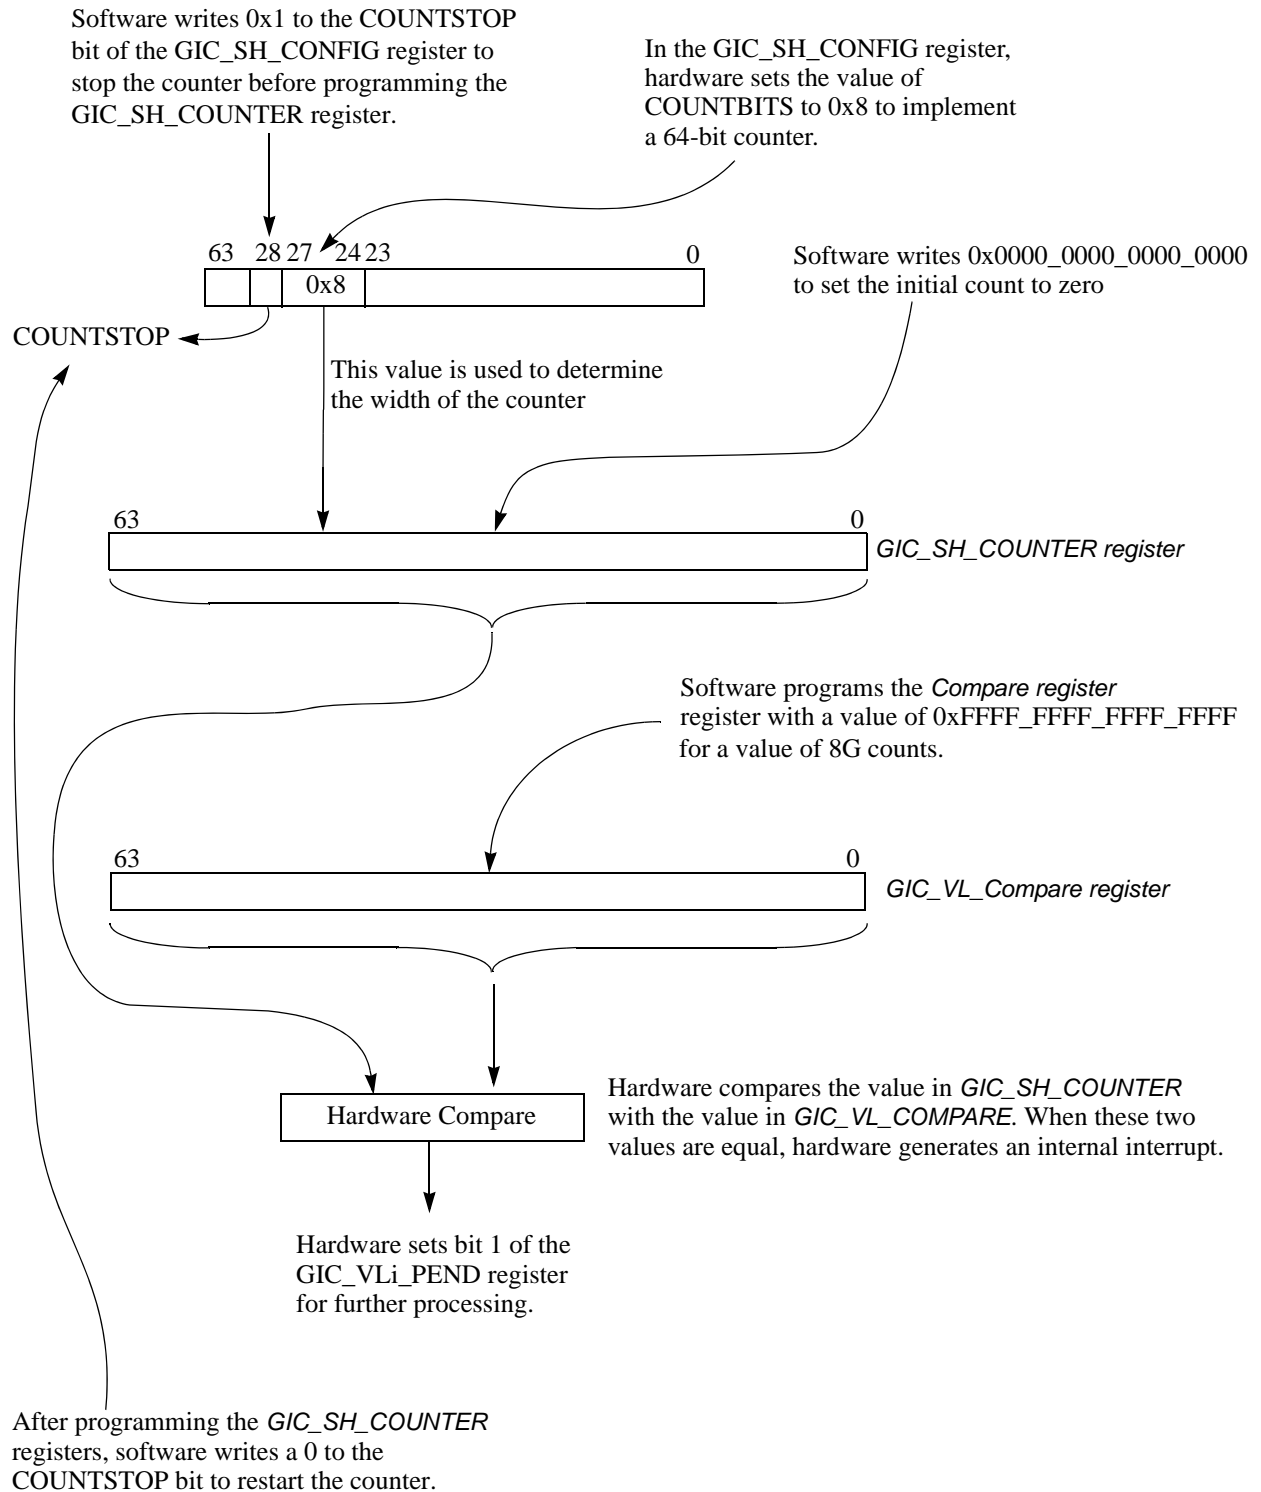 Software writes 0x1 to the COUNTSTOP
bit of the GIC_SH_CONFIG register to
stop the counter before programming the
GIC_SH_COUNTER register.
In the GIC_SH_CONFIG register,
hardware sets the value of
COUNTBITS to 0x8 to implement
a 64-bit counter.
63 28 27 24 23 0
0x8
Software writes 0x0000_0000_0000_0000
to set the initial count to zero
COUNTSTOP
This value is used to determine
the width of the counter
63 0
GIC_SH_COUNTER register
Software programs the Compare register
register with a value of 0xFFFF_FFFF_FFFF_FFFF
for a value of 8G counts.
63 0
GIC_VL_Compare register
Hardware Compare
Hardware compares the value in GIC_SH_COUNTER
with the value in GIC_VL_COMPARE. When these two
values are equal, hardware generates an internal interrupt.
Hardware sets bit 1 of the
GIC_VLi_PEND register
for further processing.
After programming the GIC_SH_COUNTER
registers, software writes a 0 to the
COUNTSTOP bit to restart the counter.